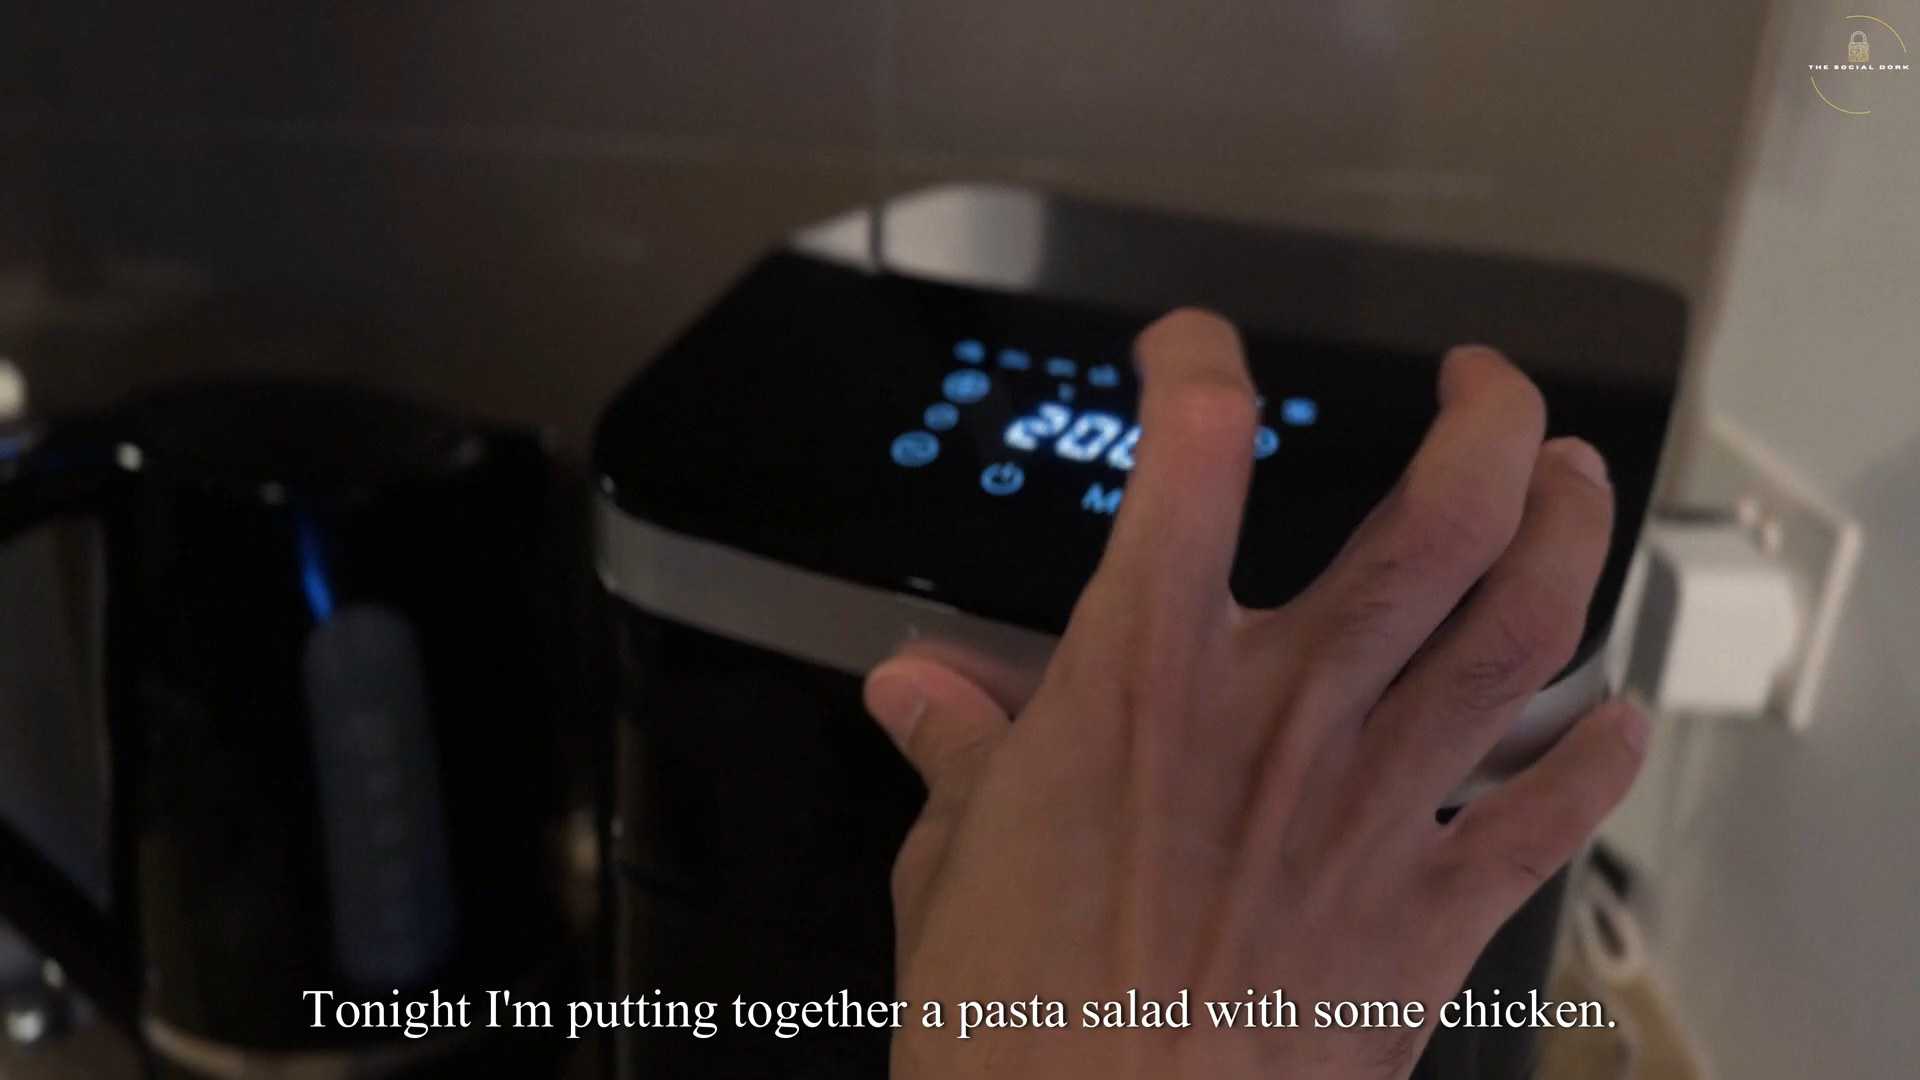 THE SOCIAL DORK
Tonight I'm putting together a pasta salad with some chicken.